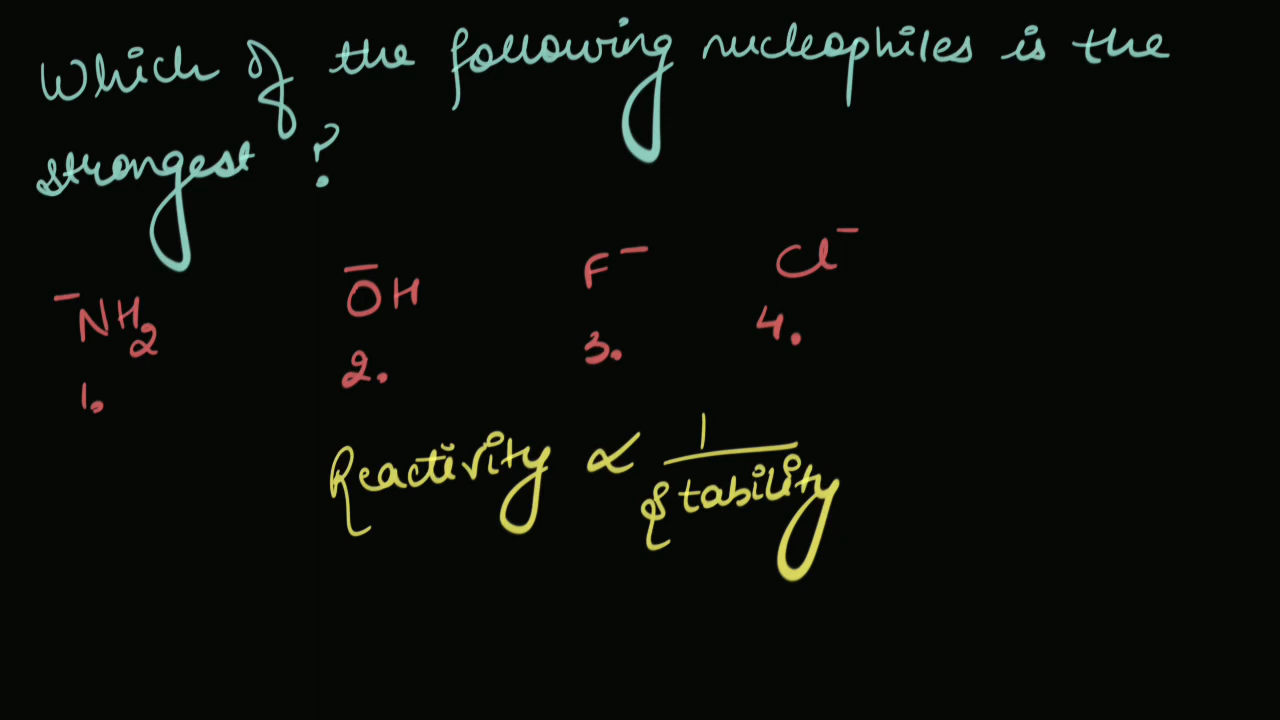 Which of the following nucleophiles is the
strongest ?
⁻NH₂ ⁻OH F⁻ Cl⁻
1. 2. 3. 4.
Reactivity ∝ 1/Stability